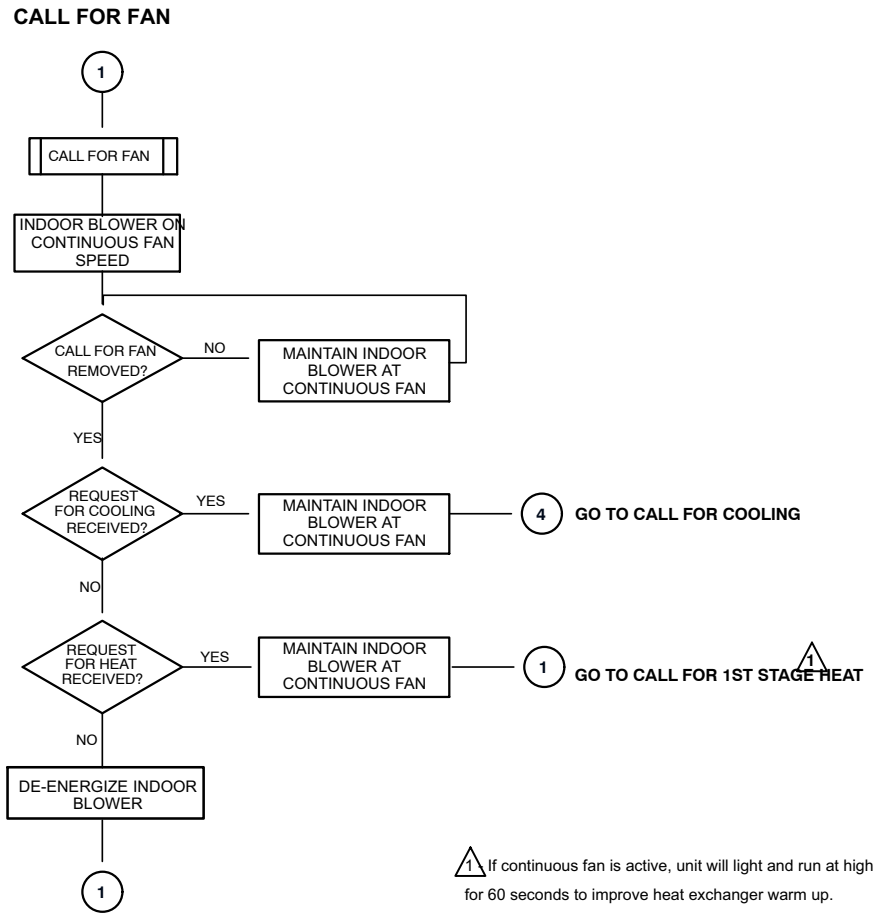 CALL FOR FAN
1
CALL FOR FAN
INDOOR BLOWER ON
CONTINUOUS FAN
SPEED
CALL FOR FAN
REMOVED?
NO
MAINTAIN INDOOR
BLOWER AT
CONTINUOUS FAN
YES
REQUEST
FOR COOLING
RECEIVED?
YES
MAINTAIN INDOOR
BLOWER AT
CONTINUOUS FAN
4
GO TO CALL FOR COOLING
NO
REQUEST
FOR HEAT
RECEIVED?
YES
MAINTAIN INDOOR
BLOWER AT
CONTINUOUS FAN
1
GO TO CALL FOR 1ST STAGE HEAT
1
NO
DE-ENERGIZE INDOOR
BLOWER
1
1 - If continuous fan is active, unit will light and run at high
for 60 seconds to improve heat exchanger warm up.